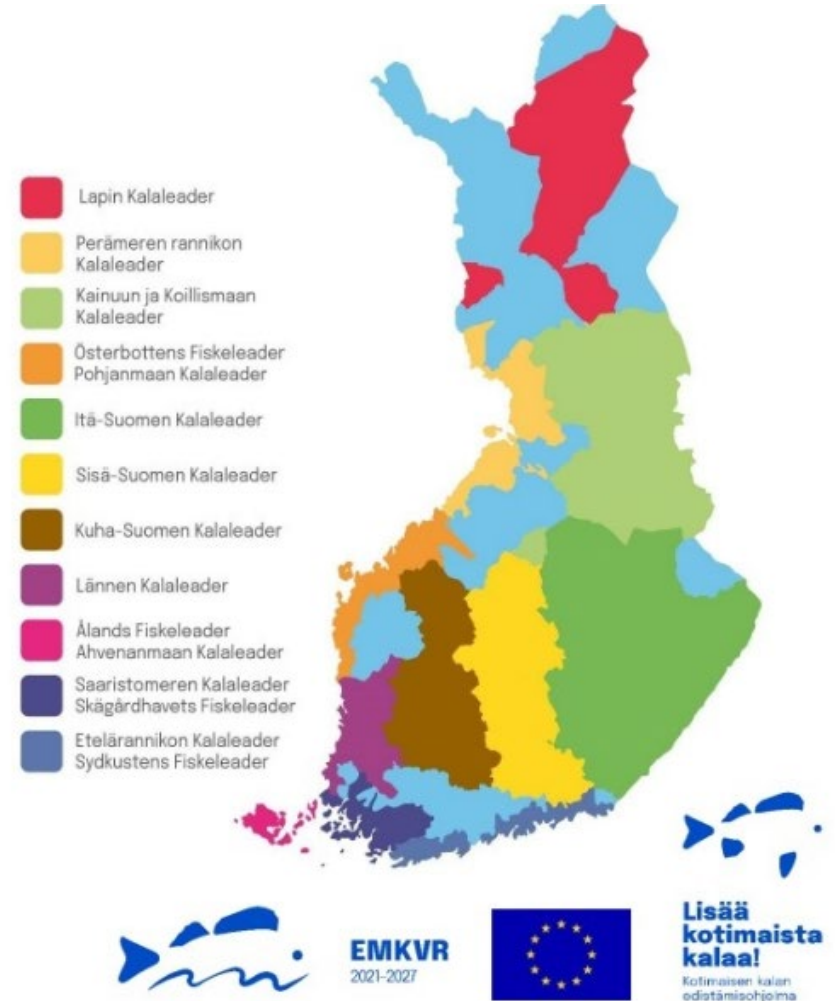 Lapin Kalaleader
Perämeren rannikon
Kalaleader
Kainuun ja Koillismaan
Kalaleader
Österbottens Fiskeleader
Pohjanmaan Kalaleader
Itä-Suomen Kalaleader
Sisä-Suomen Kalaleader
Kuha-Suomen Kalaleader
Lännen Kalaleader
Ålands Fiskeleader
Ahvenanmaan Kalaleader
Saaristomeren Kalaleader
Skägårdhavets Fiskeleader
Etelärannikon Kalaleader
Sydkustens Fiskeleader
EMKVR
2021-2027
Lisää
kotimaista
kalaa!
Kotimaisen kalan
edistämisohjelma